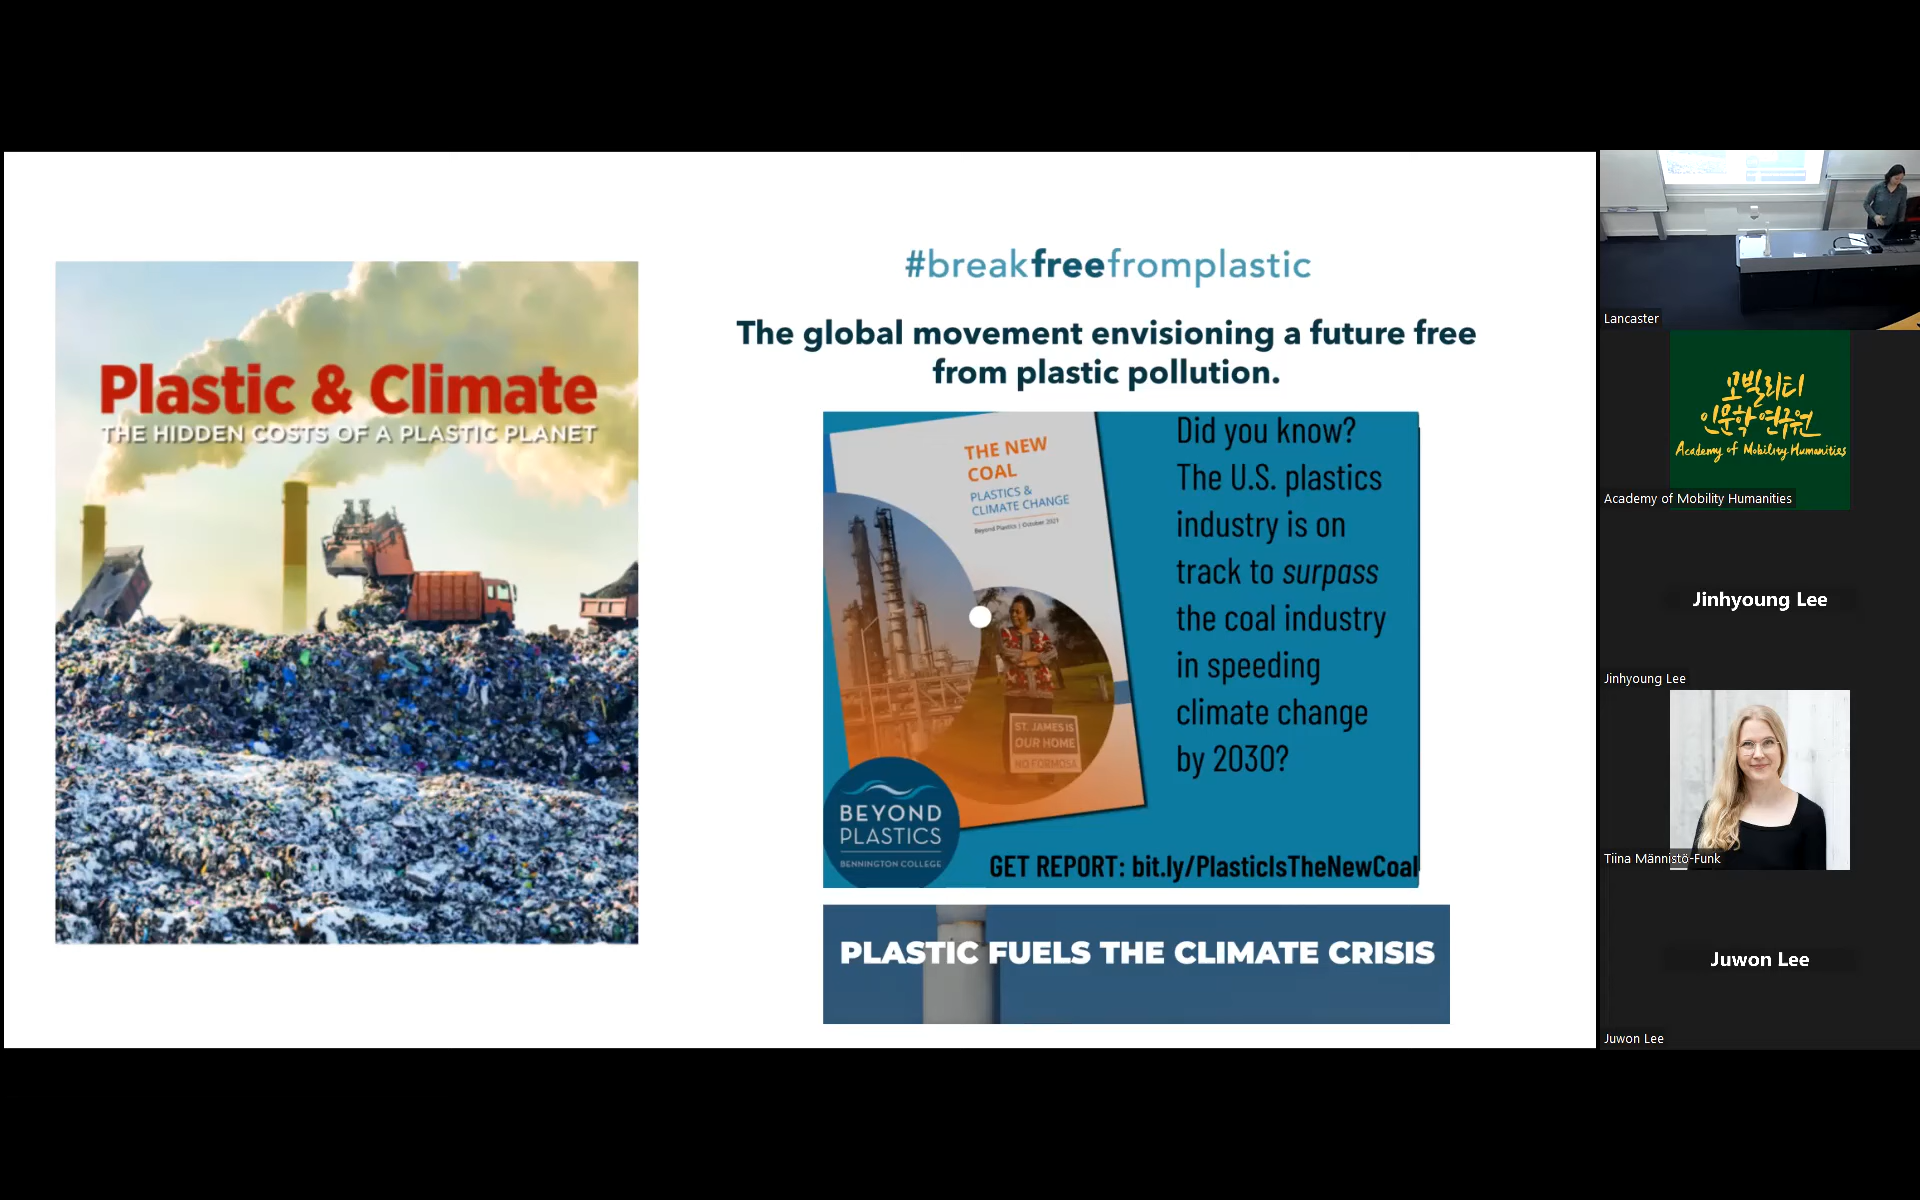 Plastic & Climate
THE HIDDEN COSTS OF A PLASTIC PLANET
#breakfreefromplastic
The global movement envisioning a future free
from plastic pollution.
THE NEW
COAL
PLASTICS &
CLIMATE CHANGE
Beyond Plastics | October 2021
ST. JAMES IS
OUR HOME
NO FORMOSA
BEYOND
PLASTICS
BENNINGTON COLLEGE
Did you know?
The U.S. plastics
industry is on
track to surpass
the coal industry
in speeding
climate change
by 2030?
GET REPORT: bit.ly/PlasticIsTheNewCoal
PLASTIC FUELS THE CLIMATE CRISIS
Lancaster
모빌리티
인문학연구원
Academy of Mobility Humanities
Academy of Mobility Humanities
Jinhyoung Lee
Jinhyoung Lee
Tiina Männistö-Funk
Juwon Lee
Juwon Lee